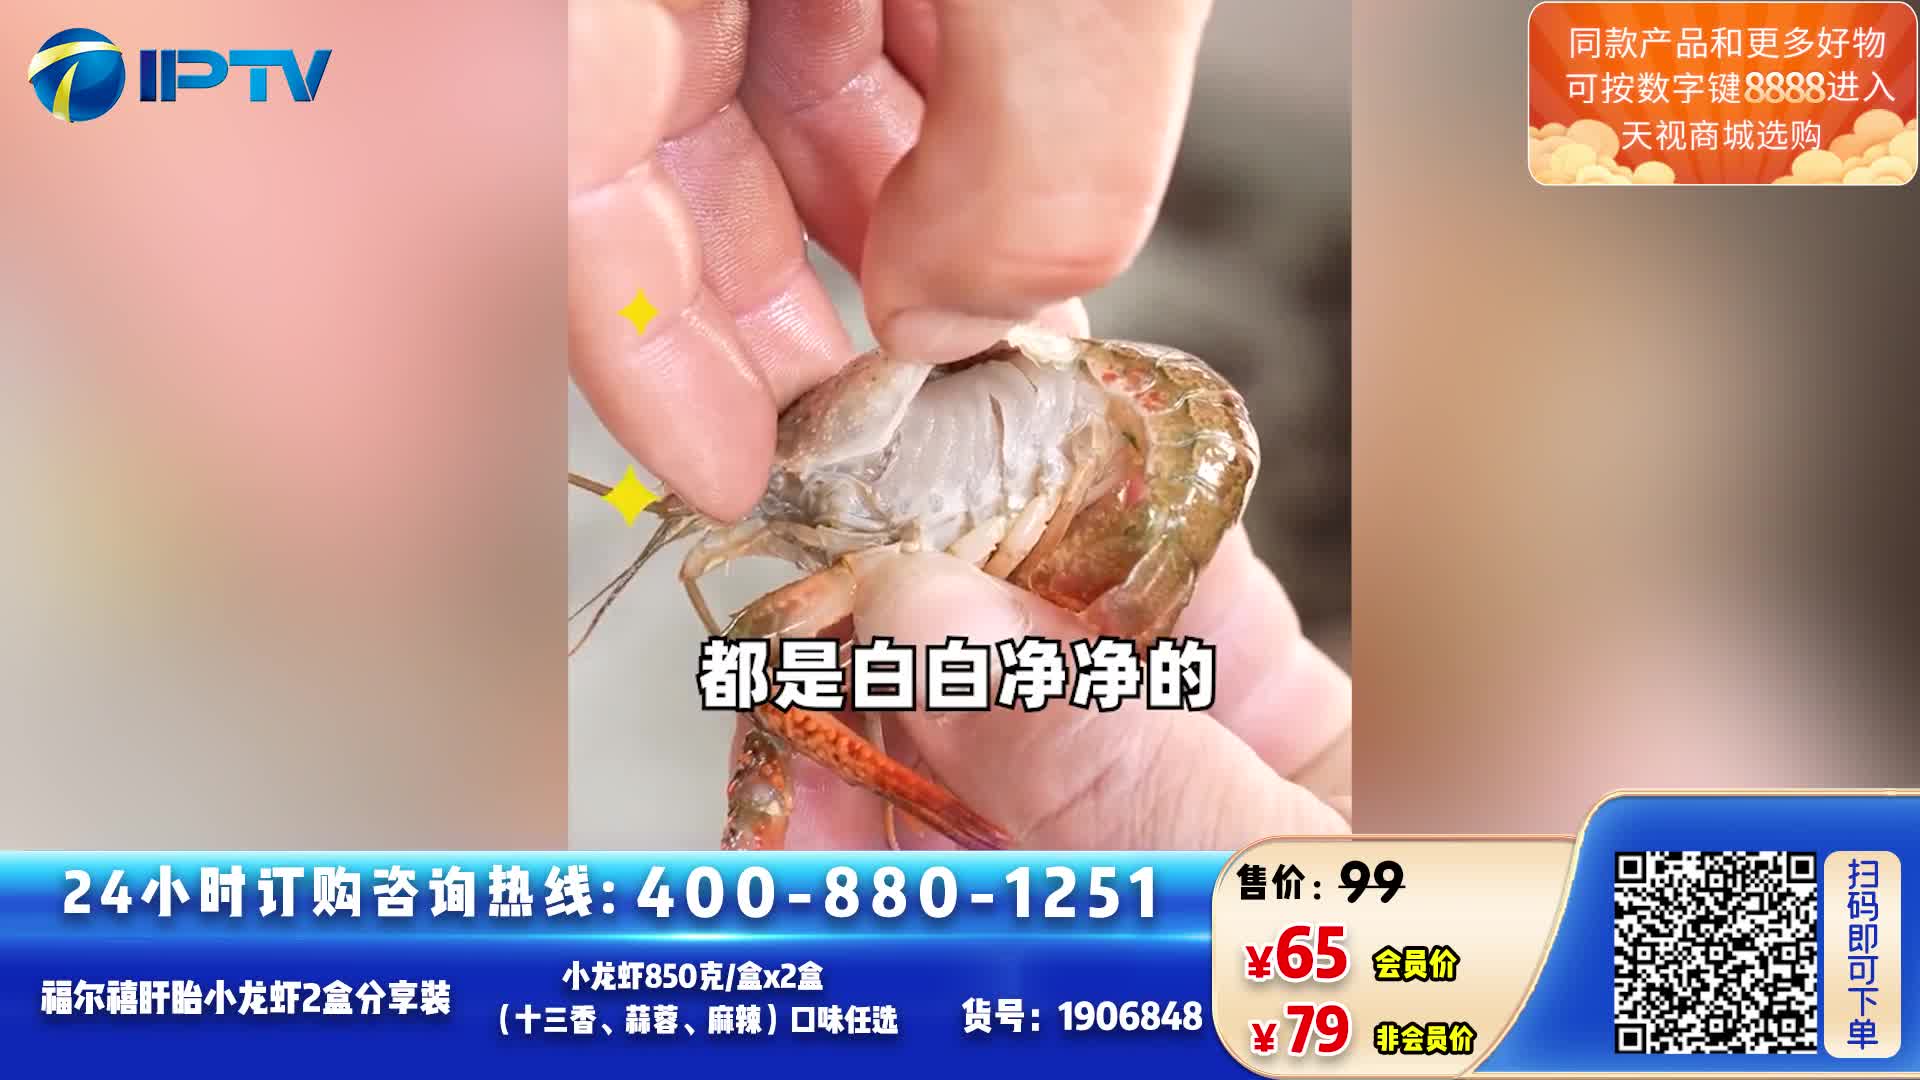 IPTV
同款产品和更多好物
可按数字键8888进入
天视商城选购
都是白白净净的
24小时订购咨询热线:400-880-1251
福尔禧盱眙小龙虾2盒分享装
小龙虾850克/盒x2盒
（十三香、蒜蓉、麻辣）口味任选
货号：1906848
售价：99
¥65 会员价
¥79 非会员价
扫码即可下单